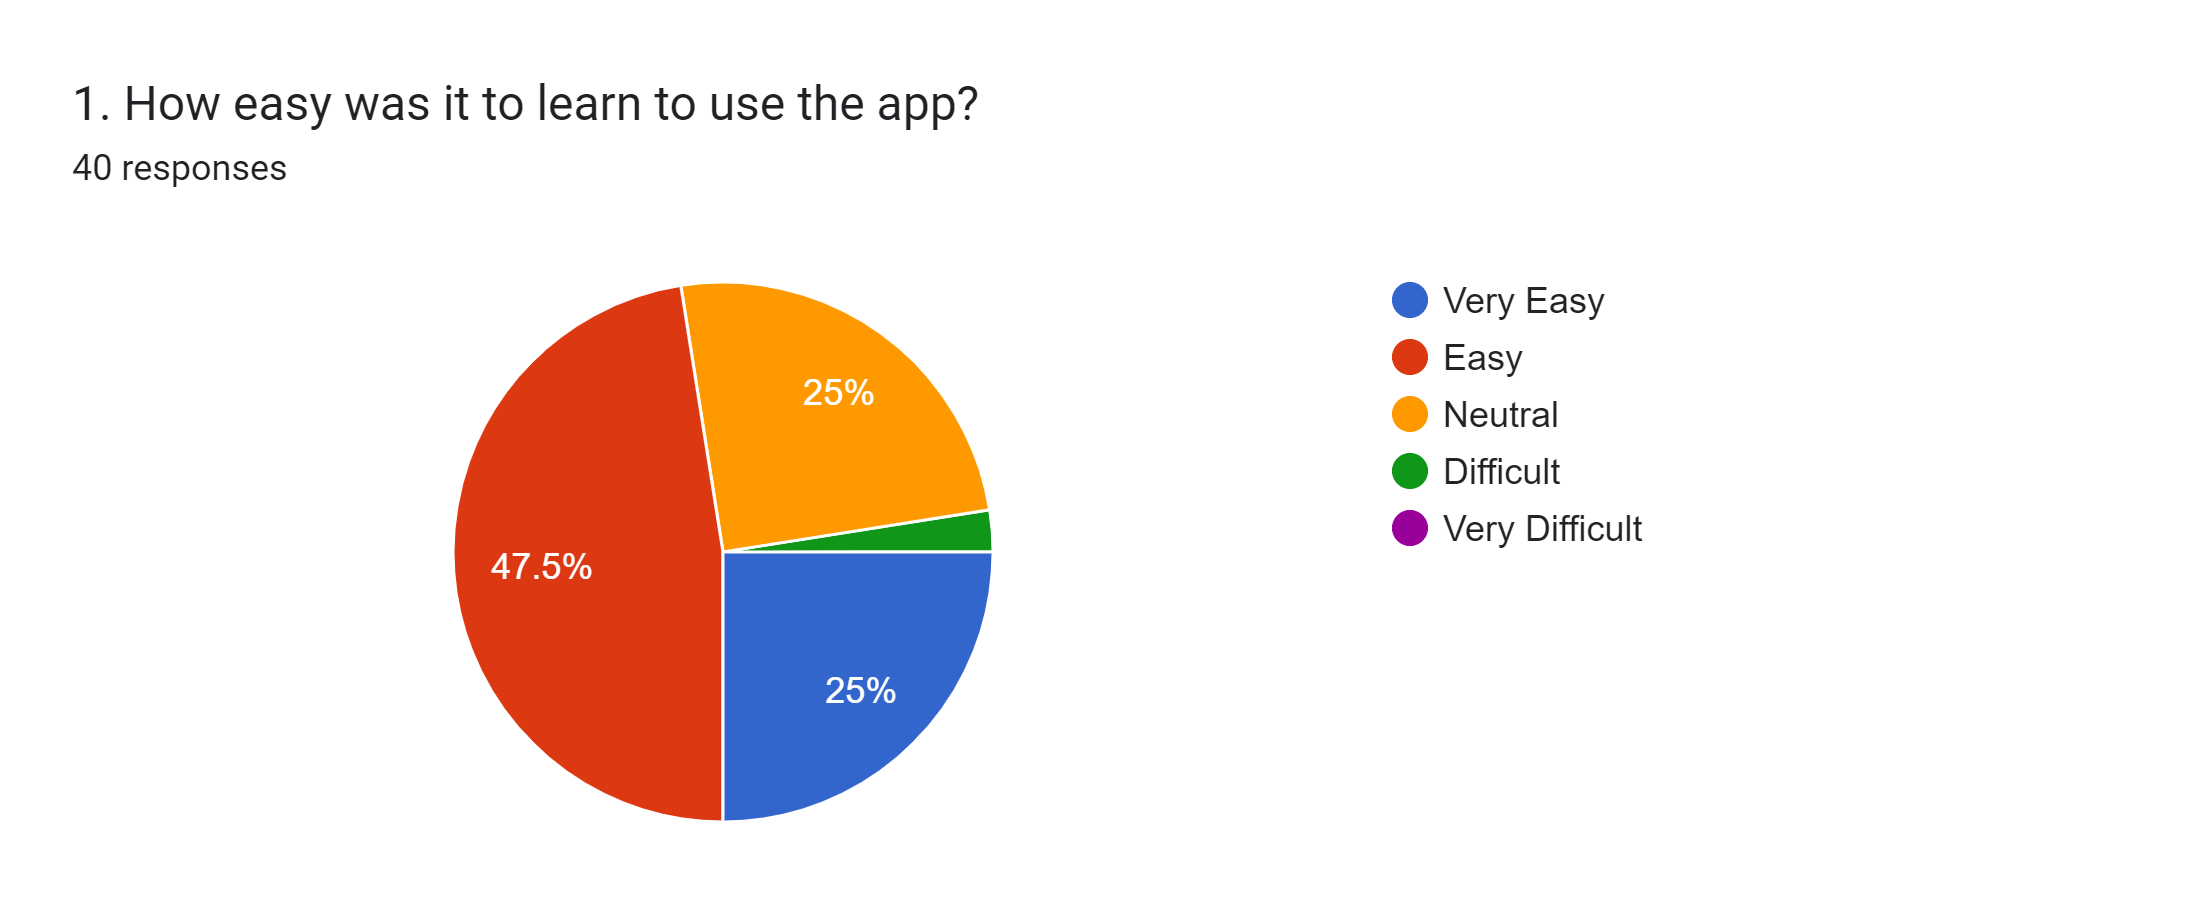 1. How easy was it to learn to use the app?
40 responses
25%
47.5%
25%
Very Easy
Easy
Neutral
Difficult
Very Difficult